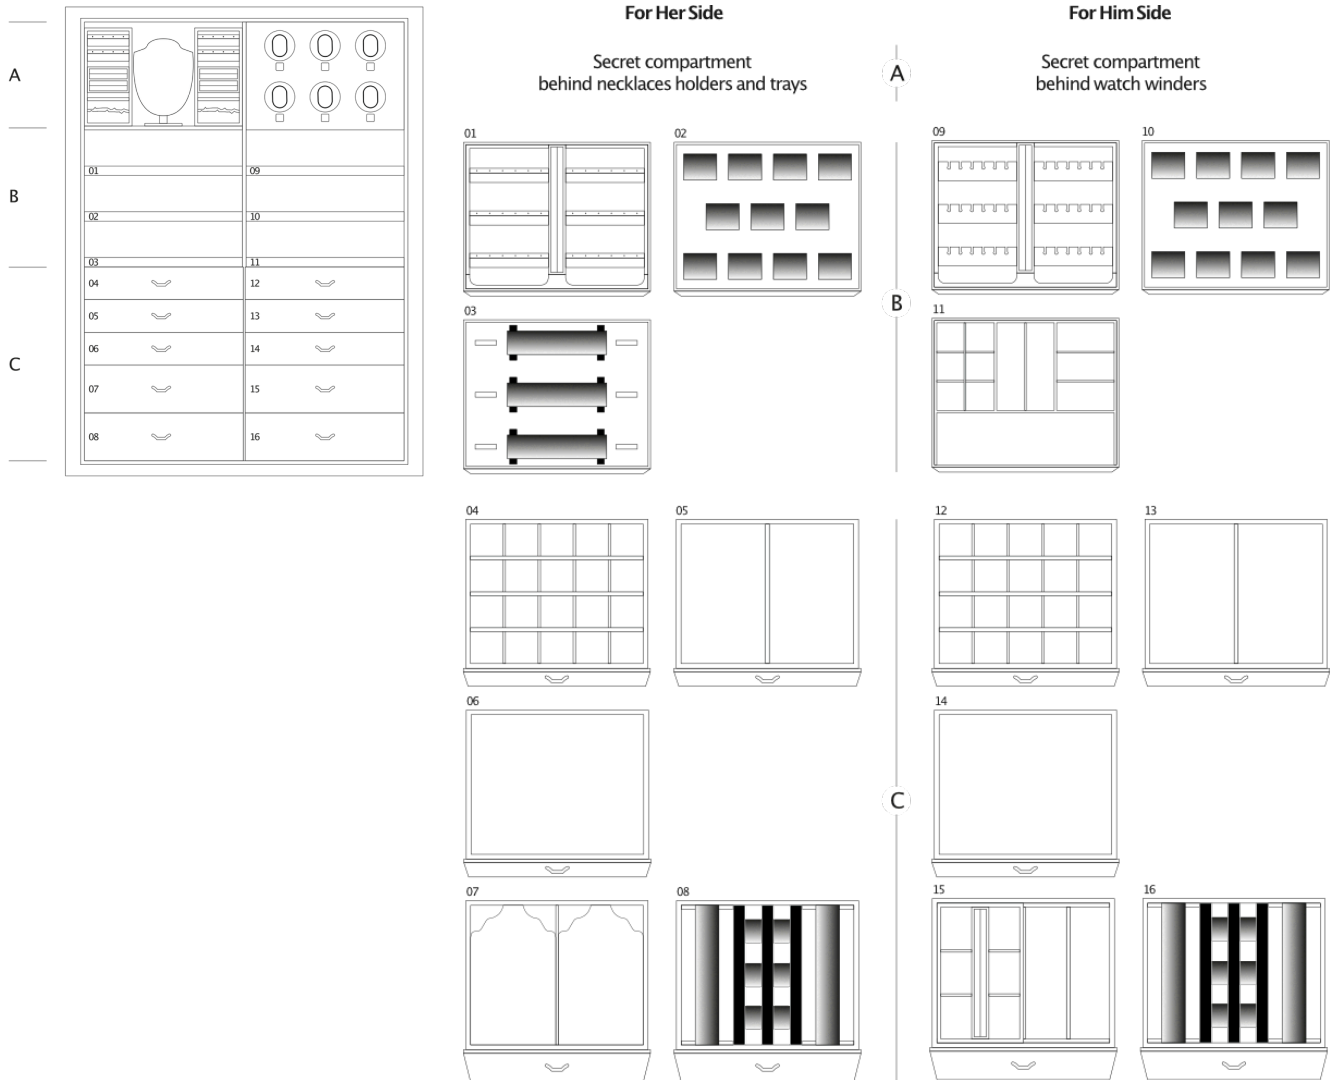 For Her Side
For Him Side
A
Secret compartment
behind necklaces holders and trays
A
Secret compartment
behind watch winders
B
01
02
03
09
10
11
C
04
05
06
07
08
12
13
14
15
16
01
02
03
B
09
10
11
04
05
06
07
08
C
12
13
14
15
16